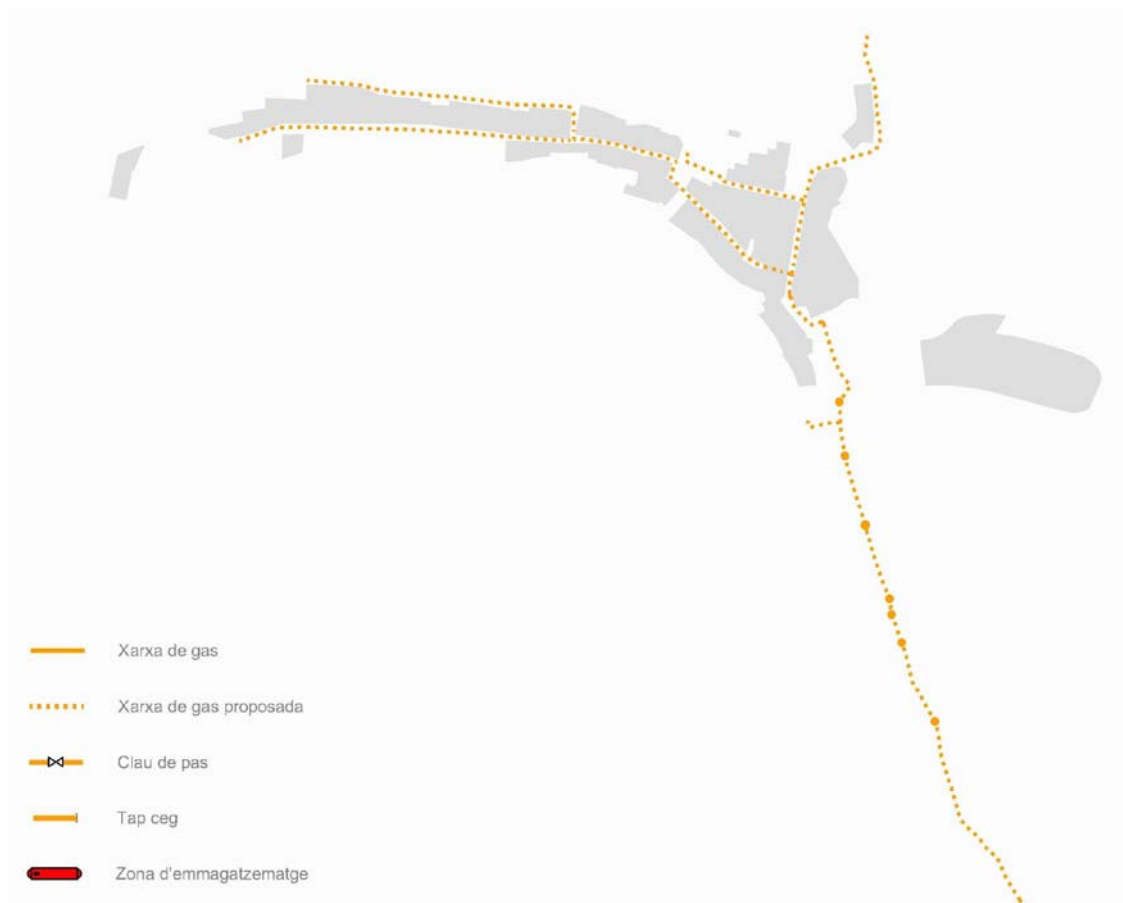 Xarxa de gas
Xarxa de gas proposada
Clau de pas
Tap ceg
Zona d'emmagatzematge